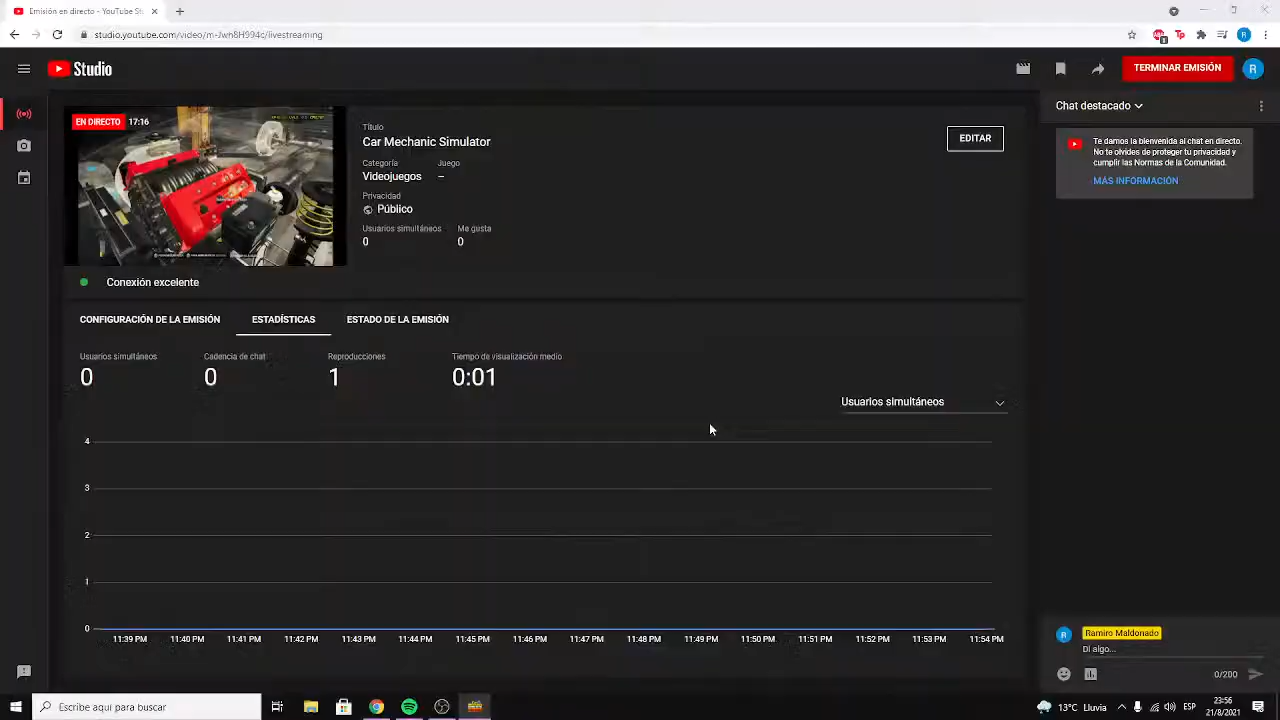 Emisión en directo - YouTube St
studio.youtube.com/video/m-Jwh8H994c/livestreaming
Studio
TERMINAR EMISIÓN
R
EN DIRECTO 17:16
Título
Car Mechanic Simulator
Categoría Juego
Videojuegos –
Privacidad
Público
Usuarios simultáneos Me gusta
0 0
EDITAR
Conexión excelente
CONFIGURACIÓN DE LA EMISIÓN ESTADÍSTICAS ESTADO DE LA EMISIÓN
Usuarios simultáneos Cadencia de chat Reproducciones Tiempo de visualización medio
0 0 1 0:01
Usuarios simultáneos
4
3
2
1
0
11:39 PM 11:40 PM 11:41 PM 11:42 PM 11:43 PM 11:44 PM 11:45 PM 11:46 PM 11:47 PM 11:48 PM 11:49 PM 11:50 PM 11:51 PM 11:52 PM 11:53 PM 11:54 PM
Chat destacado
Te damos la bienvenida al chat en directo.
No te olvides de proteger tu privacidad y
cumplir las Normas de la Comunidad.
MÁS INFORMACIÓN
R Ramiro Maldonado
Di algo...
0/200
Escribe aquí para buscar
13°C Lluvia
ESP
23:56
21/8/2021